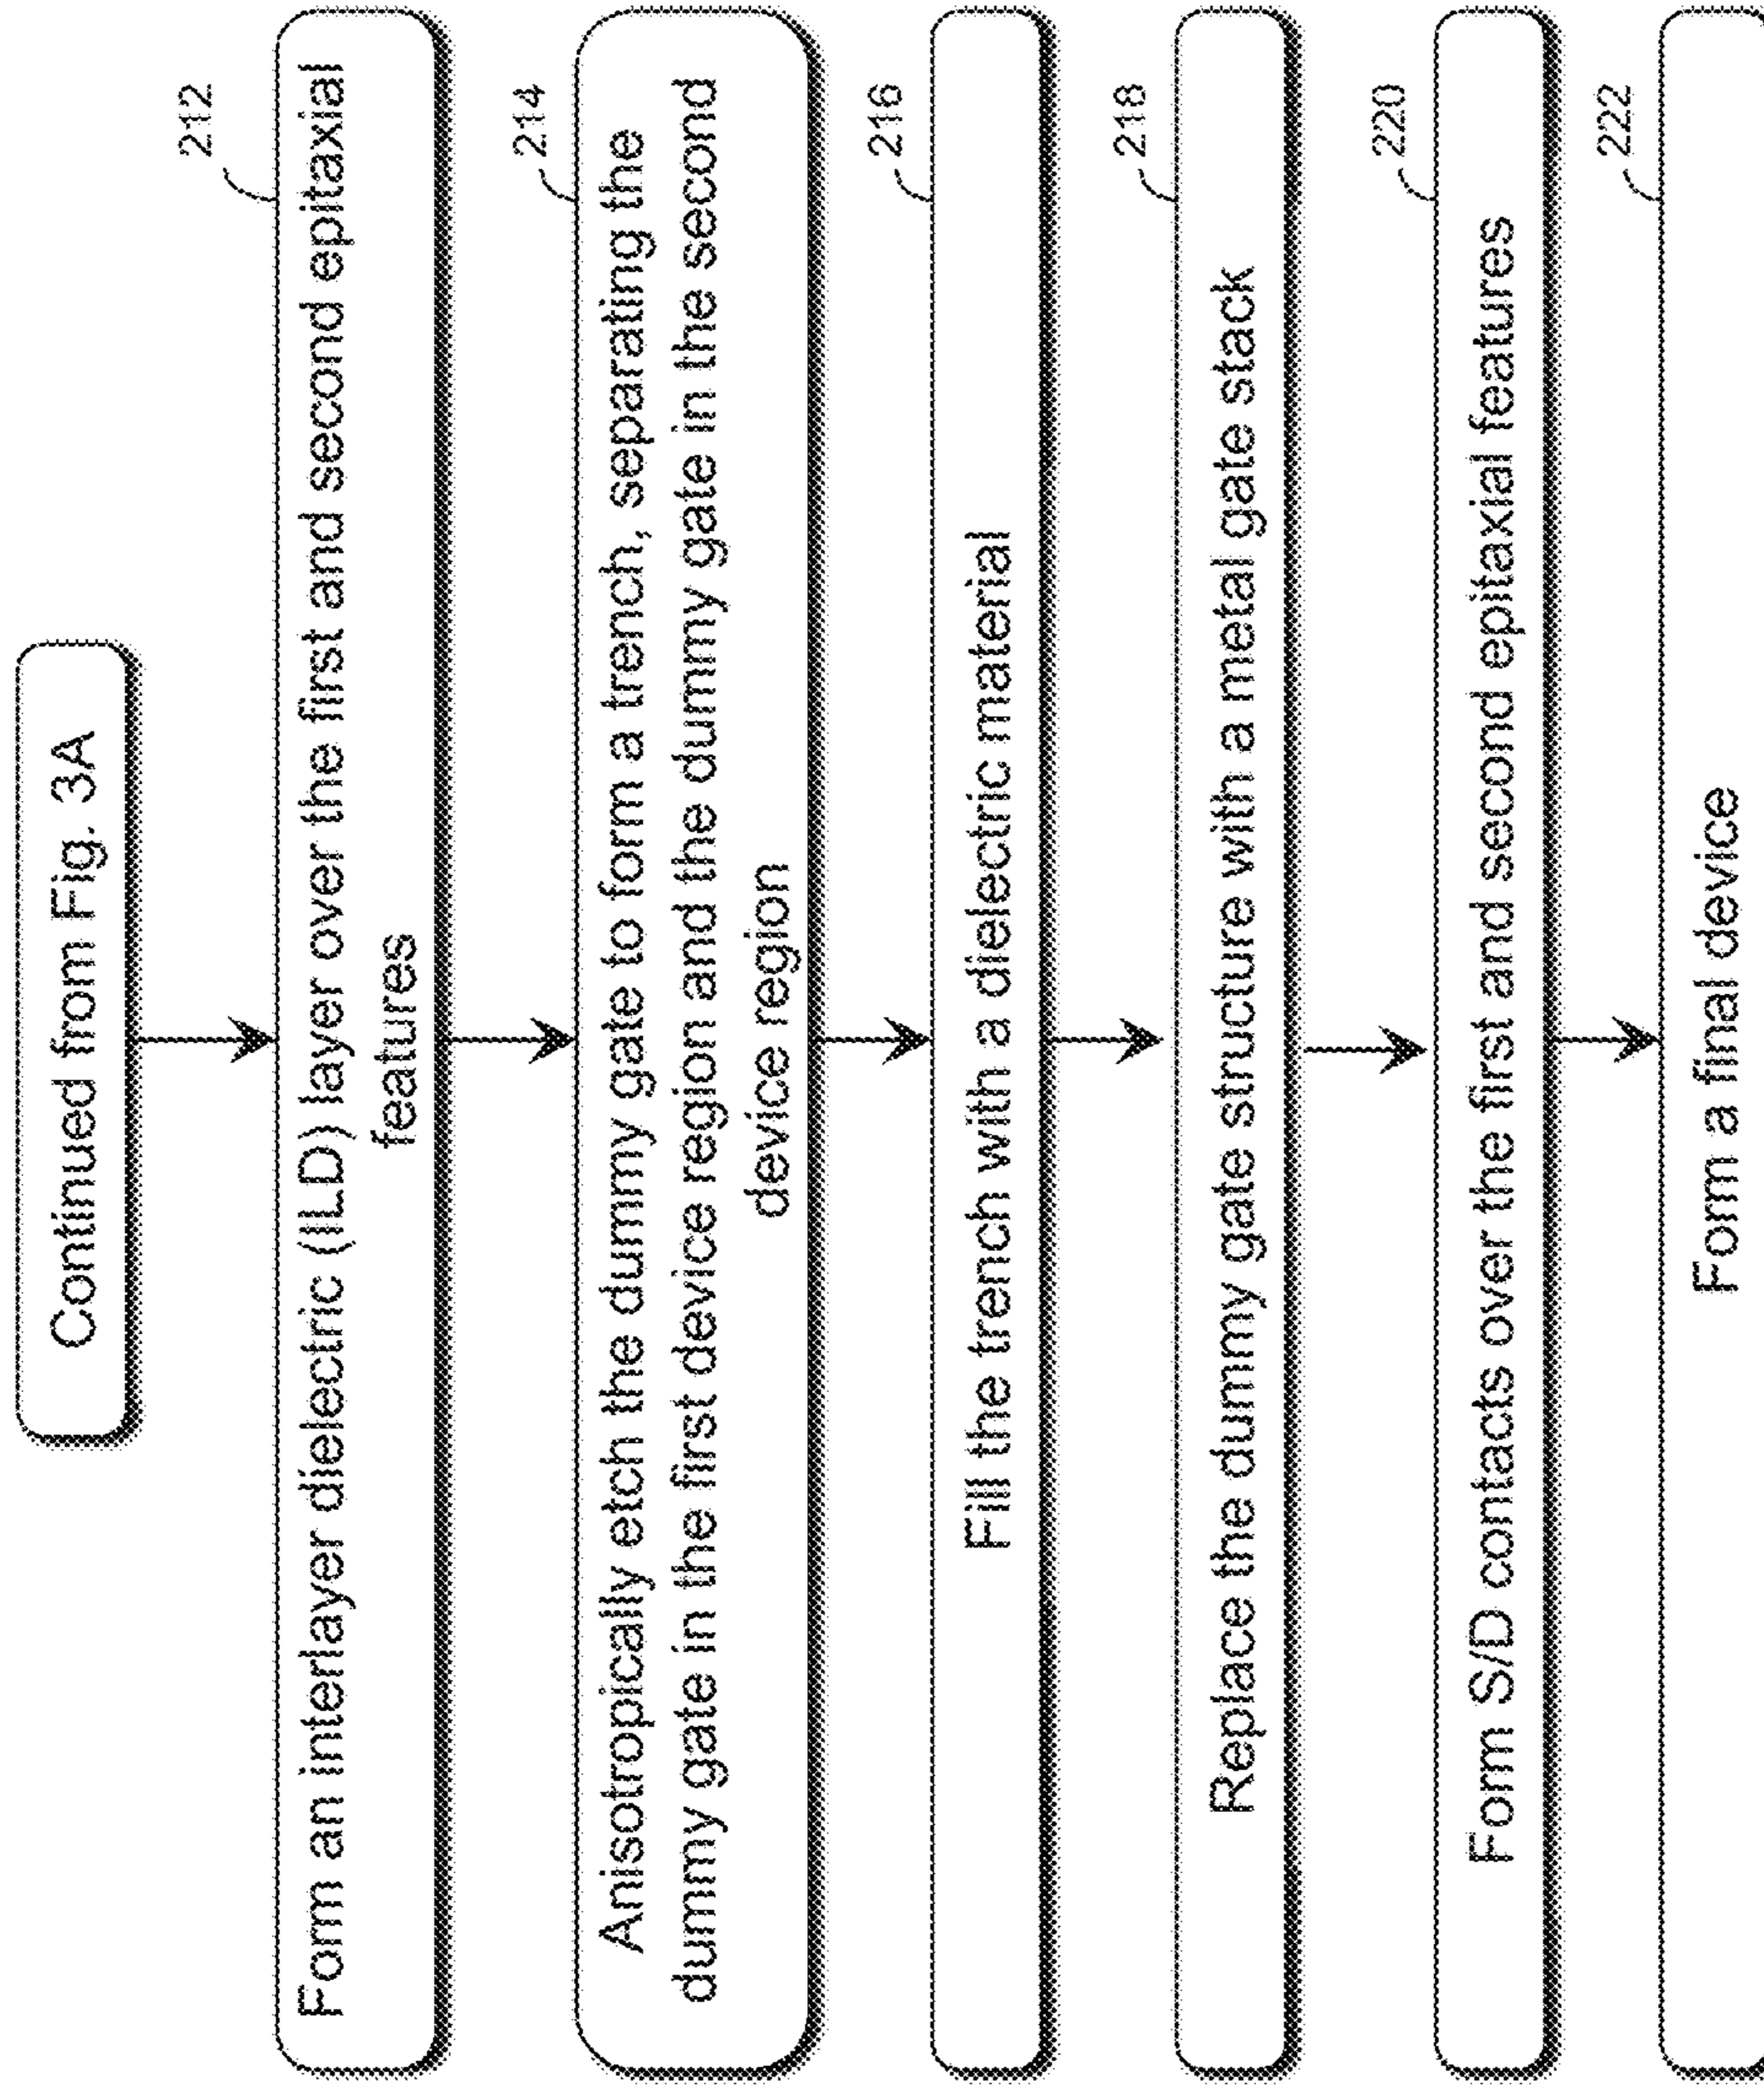 Continued from Fig. 3A
212
Form an interlayer dielectric (ILD) layer over the first and second epitaxial
features
214
Anisotropically etch the dummy gate to form a trench, separating the
dummy gate in the first device region and the dummy gate in the second
device region
216
Fill the trench with a dielectric material
218
Replace the dummy gate structure with a metal gate stack
220
Form S/D contacts over the first and second epitaxial features
222
Form a final device